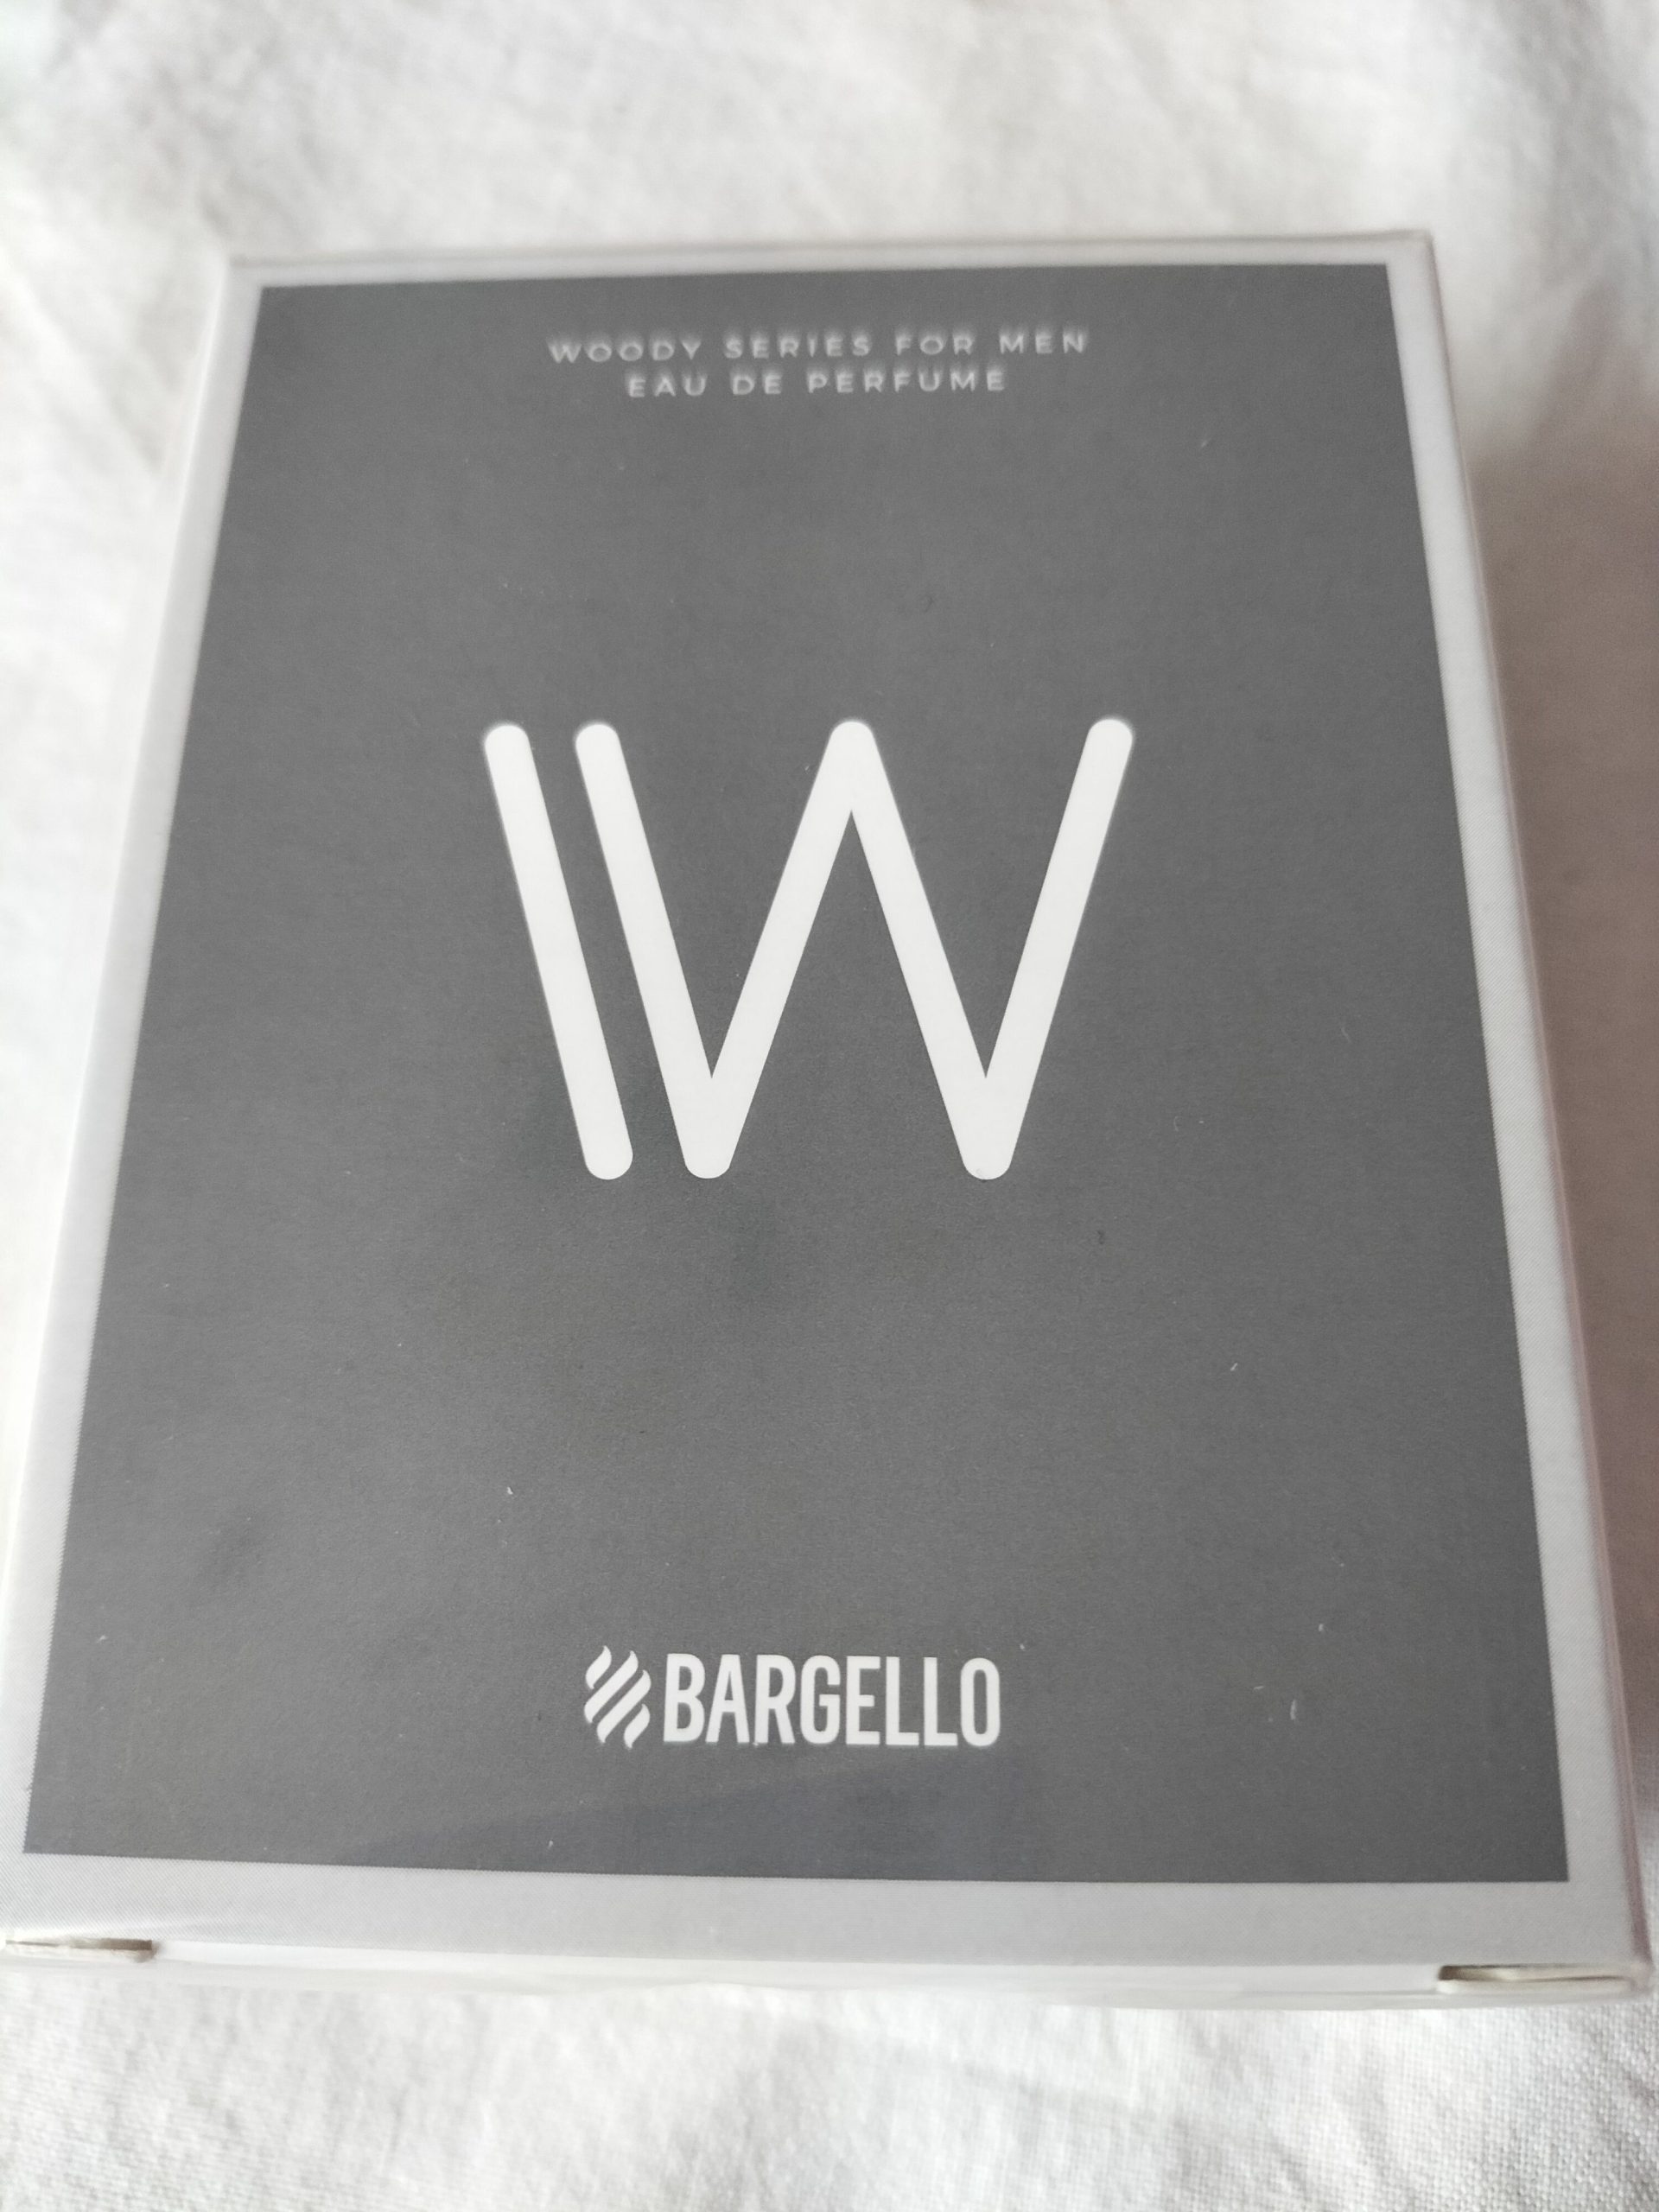 WOODY SERIES FOR MEN
EAU DE PERFUME
W
BARGELLO